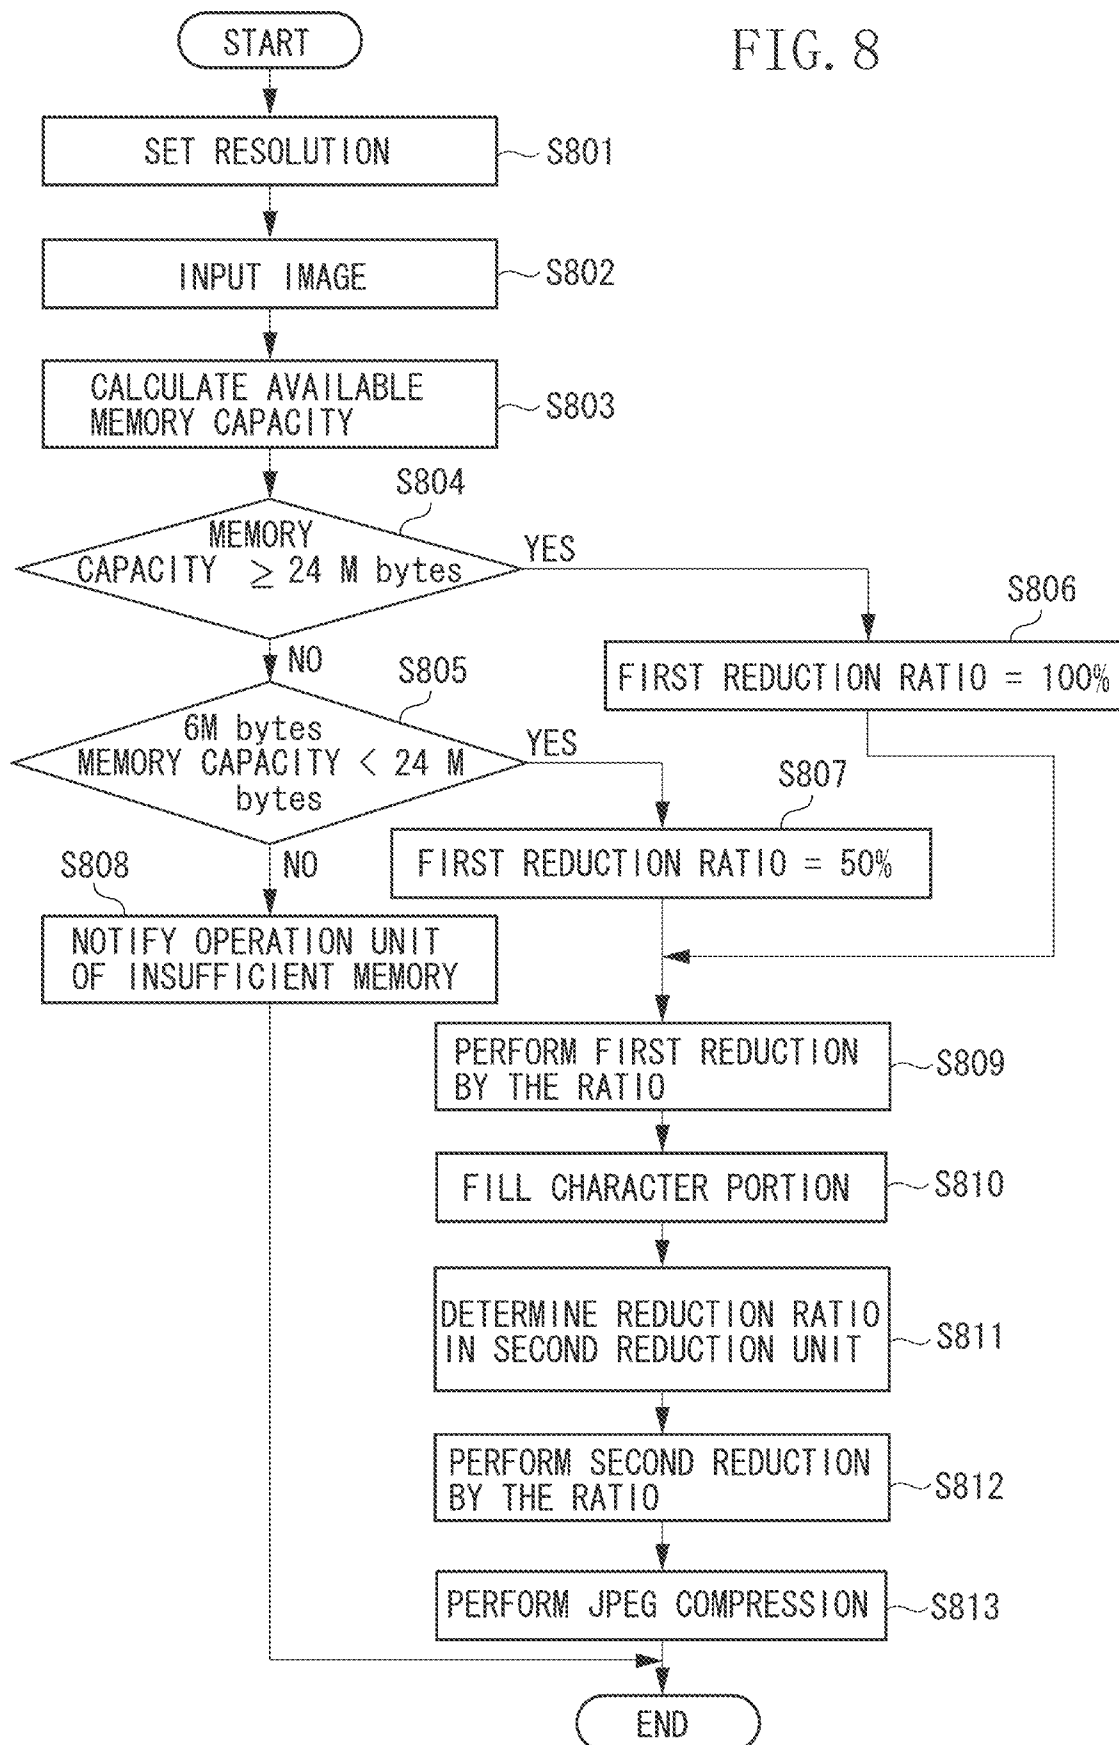 FIG. 8
START
SET RESOLUTION
S801
INPUT IMAGE
S802
CALCULATE AVAILABLE
MEMORY CAPACITY
S803
S804
MEMORY
CAPACITY ≥ 24 M bytes
YES
NO
S806
FIRST REDUCTION RATIO = 100%
S805
6M bytes
MEMORY CAPACITY < 24 M
bytes
YES
NO
S807
FIRST REDUCTION RATIO = 50%
S808
NOTIFY OPERATION UNIT
OF INSUFFICIENT MEMORY
PERFORM FIRST REDUCTION
BY THE RATIO
S809
FILL CHARACTER PORTION
S810
DETERMINE REDUCTION RATIO
IN SECOND REDUCTION UNIT
S811
PERFORM SECOND REDUCTION
BY THE RATIO
S812
PERFORM JPEG COMPRESSION
S813
END